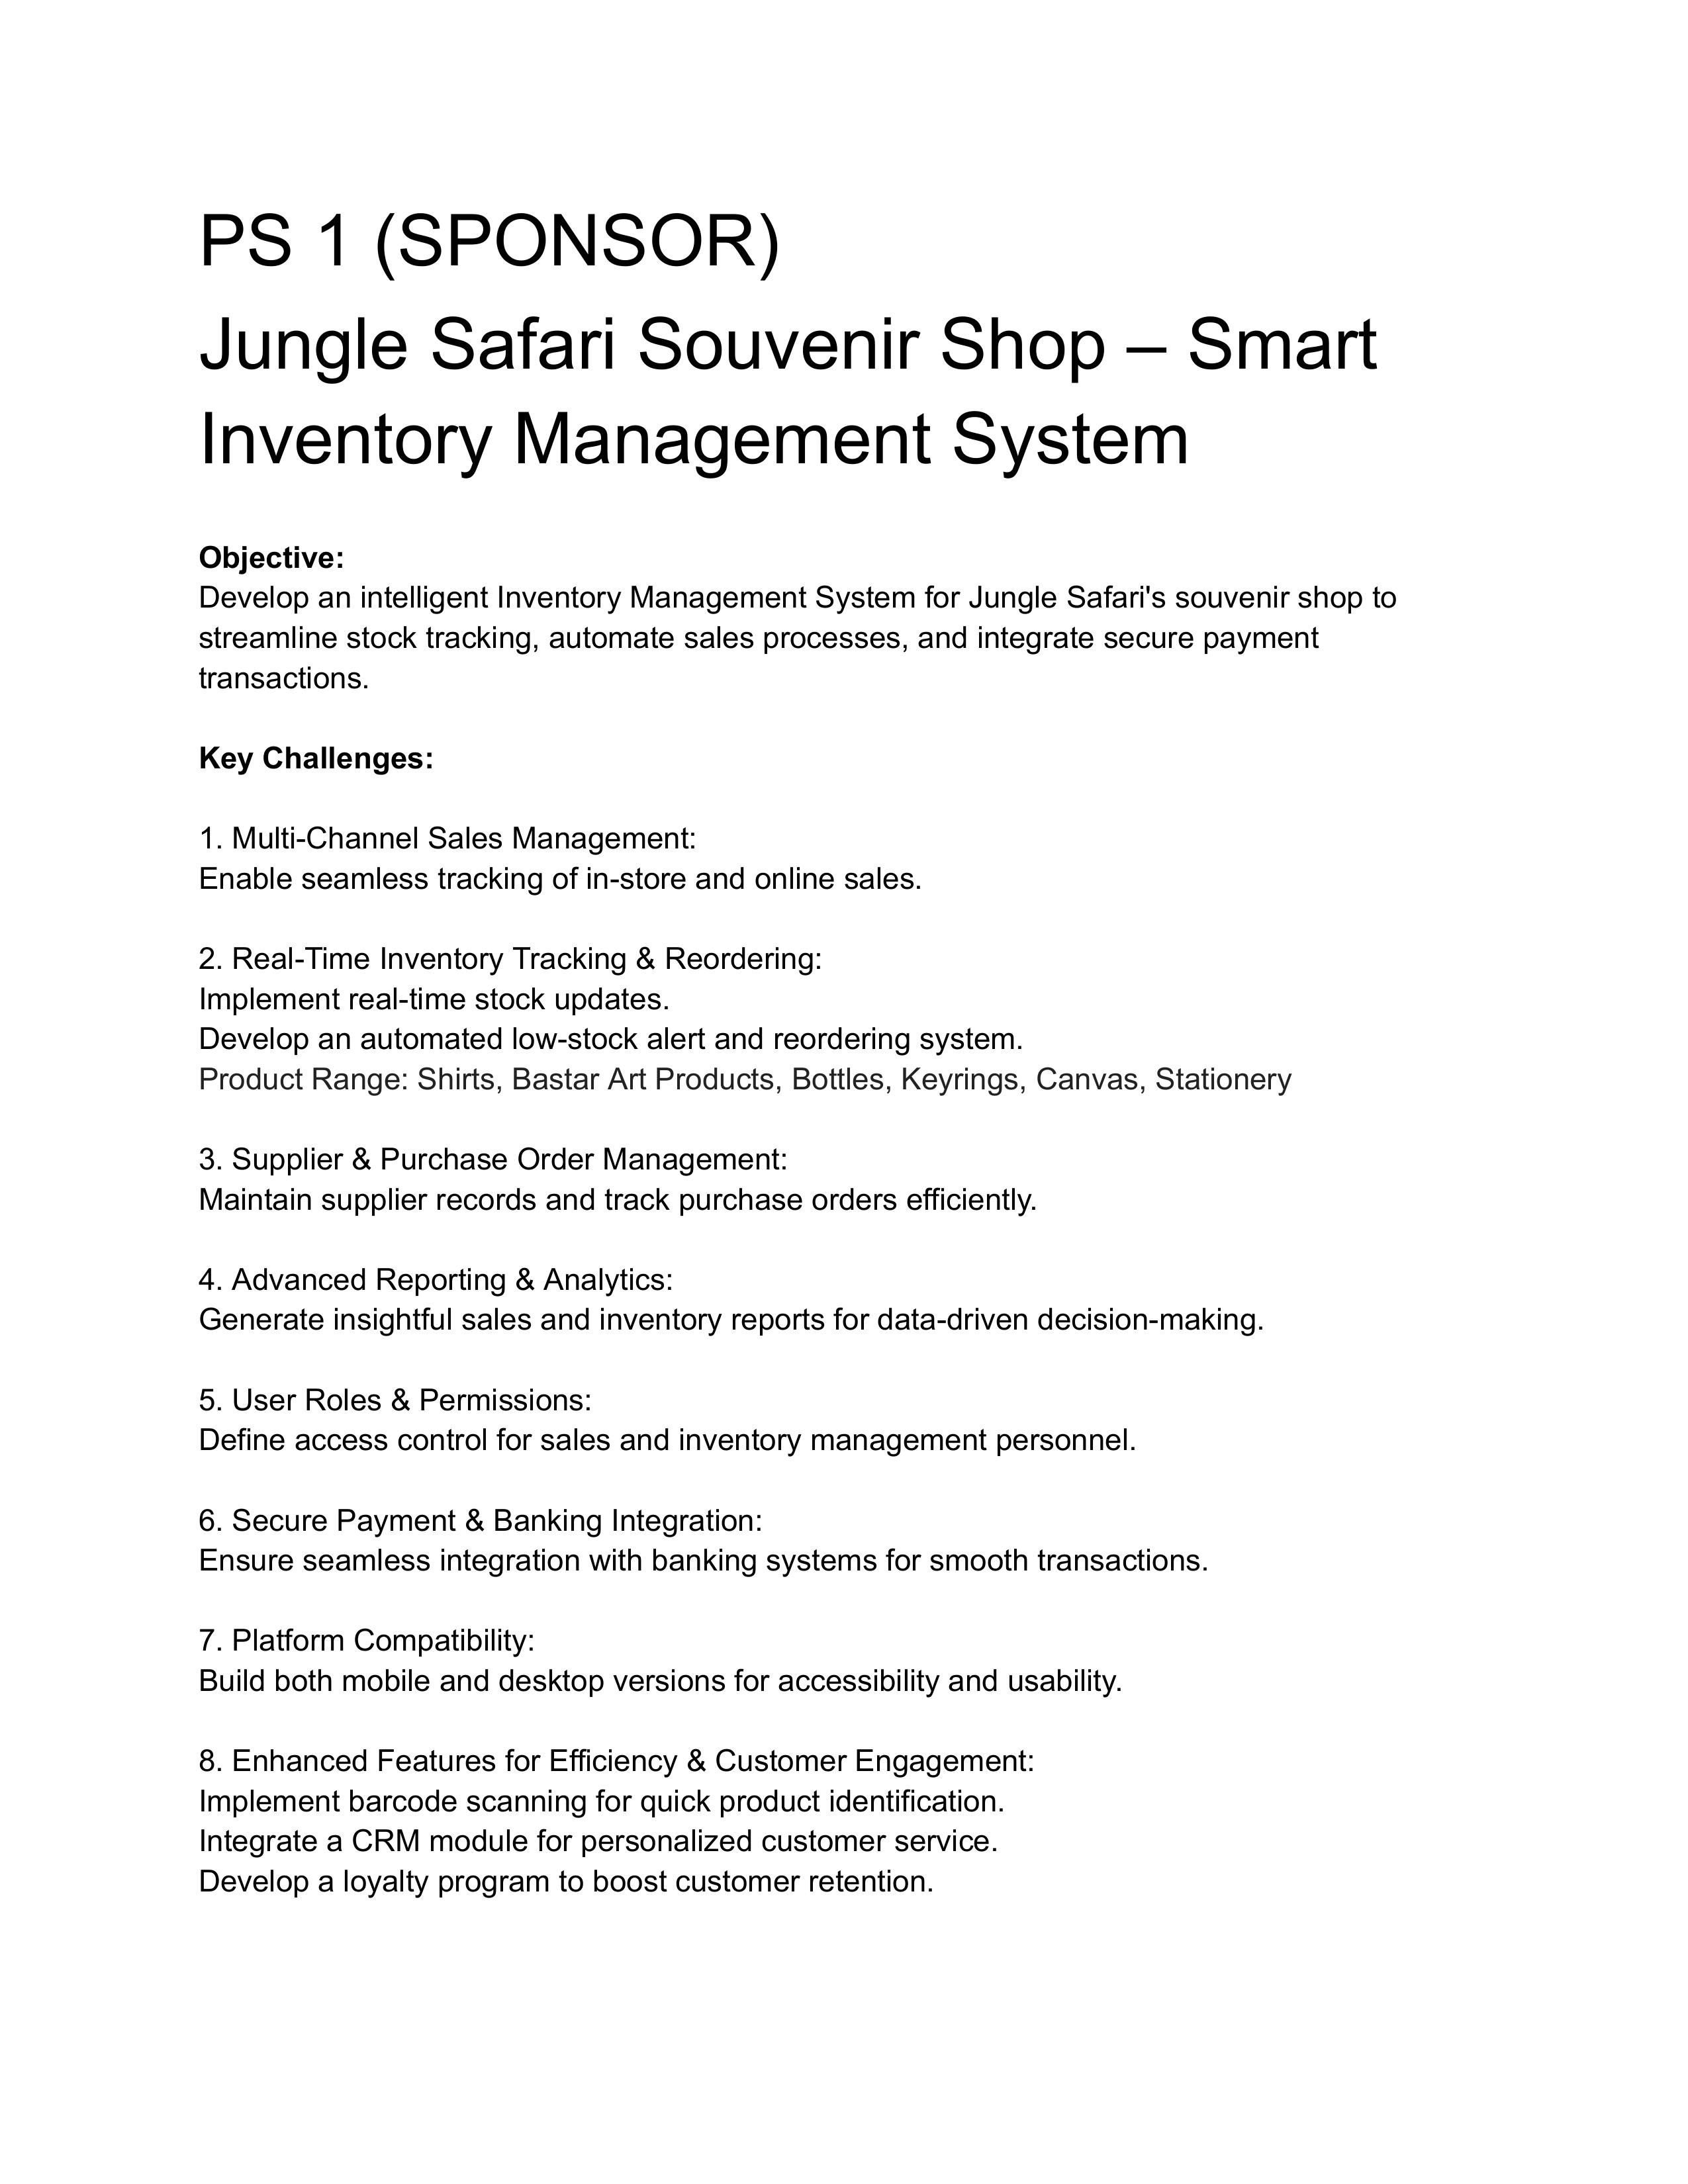 PS 1 (SPONSOR)
Jungle Safari Souvenir Shop – Smart
Inventory Management System
Objective:
Develop an intelligent Inventory Management System for Jungle Safari's souvenir shop to
streamline stock tracking, automate sales processes, and integrate secure payment
transactions.
Key Challenges:
1. Multi-Channel Sales Management:
Enable seamless tracking of in-store and online sales.
2. Real-Time Inventory Tracking & Reordering:
Implement real-time stock updates.
Develop an automated low-stock alert and reordering system.
Product Range: Shirts, Bastar Art Products, Bottles, Keyrings, Canvas, Stationery
3. Supplier & Purchase Order Management:
Maintain supplier records and track purchase orders efficiently.
4. Advanced Reporting & Analytics:
Generate insightful sales and inventory reports for data-driven decision-making.
5. User Roles & Permissions:
Define access control for sales and inventory management personnel.
6. Secure Payment & Banking Integration:
Ensure seamless integration with banking systems for smooth transactions.
7. Platform Compatibility:
Build both mobile and desktop versions for accessibility and usability.
8. Enhanced Features for Efficiency & Customer Engagement:
Implement barcode scanning for quick product identification.
Integrate a CRM module for personalized customer service.
Develop a loyalty program to boost customer retention.